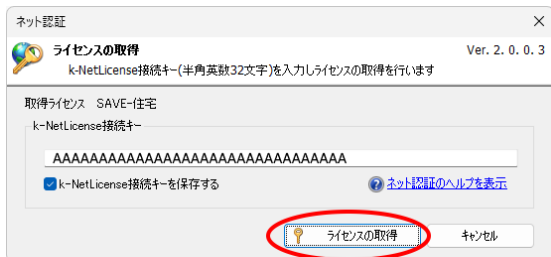 ネット認証
ライセンスの取得 Ver. 2. 0. 0. 3
k-NetLicense接続キー(半角英数32文字)を入力しライセンスの取得を行います
取得ライセンス SAVE-住宅
k-NetLicense接続キー
AAAAAAAAAAAAAAAAAAAAAAAAAAAAAAAA
k-NetLicense接続キーを保存する ネット認証のヘルプを表示
ライセンスの取得 キャンセル